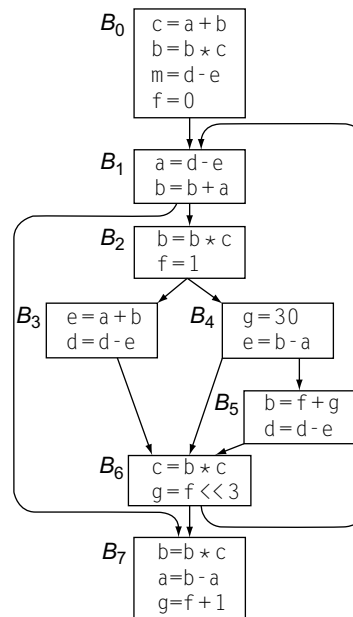 B0
c=a+b
b=b⋆c
m=d-e
f=0
B1
a=d-e
b=b+a
B2
b=b⋆c
f=1
B3
e=a+b
d=d-e
B4
g=30
e=b-a
B5
b=f+g
d=d-e
B6
c=b⋆c
g=f<<3
B7
b=b⋆c
a=b-a
g=f+1